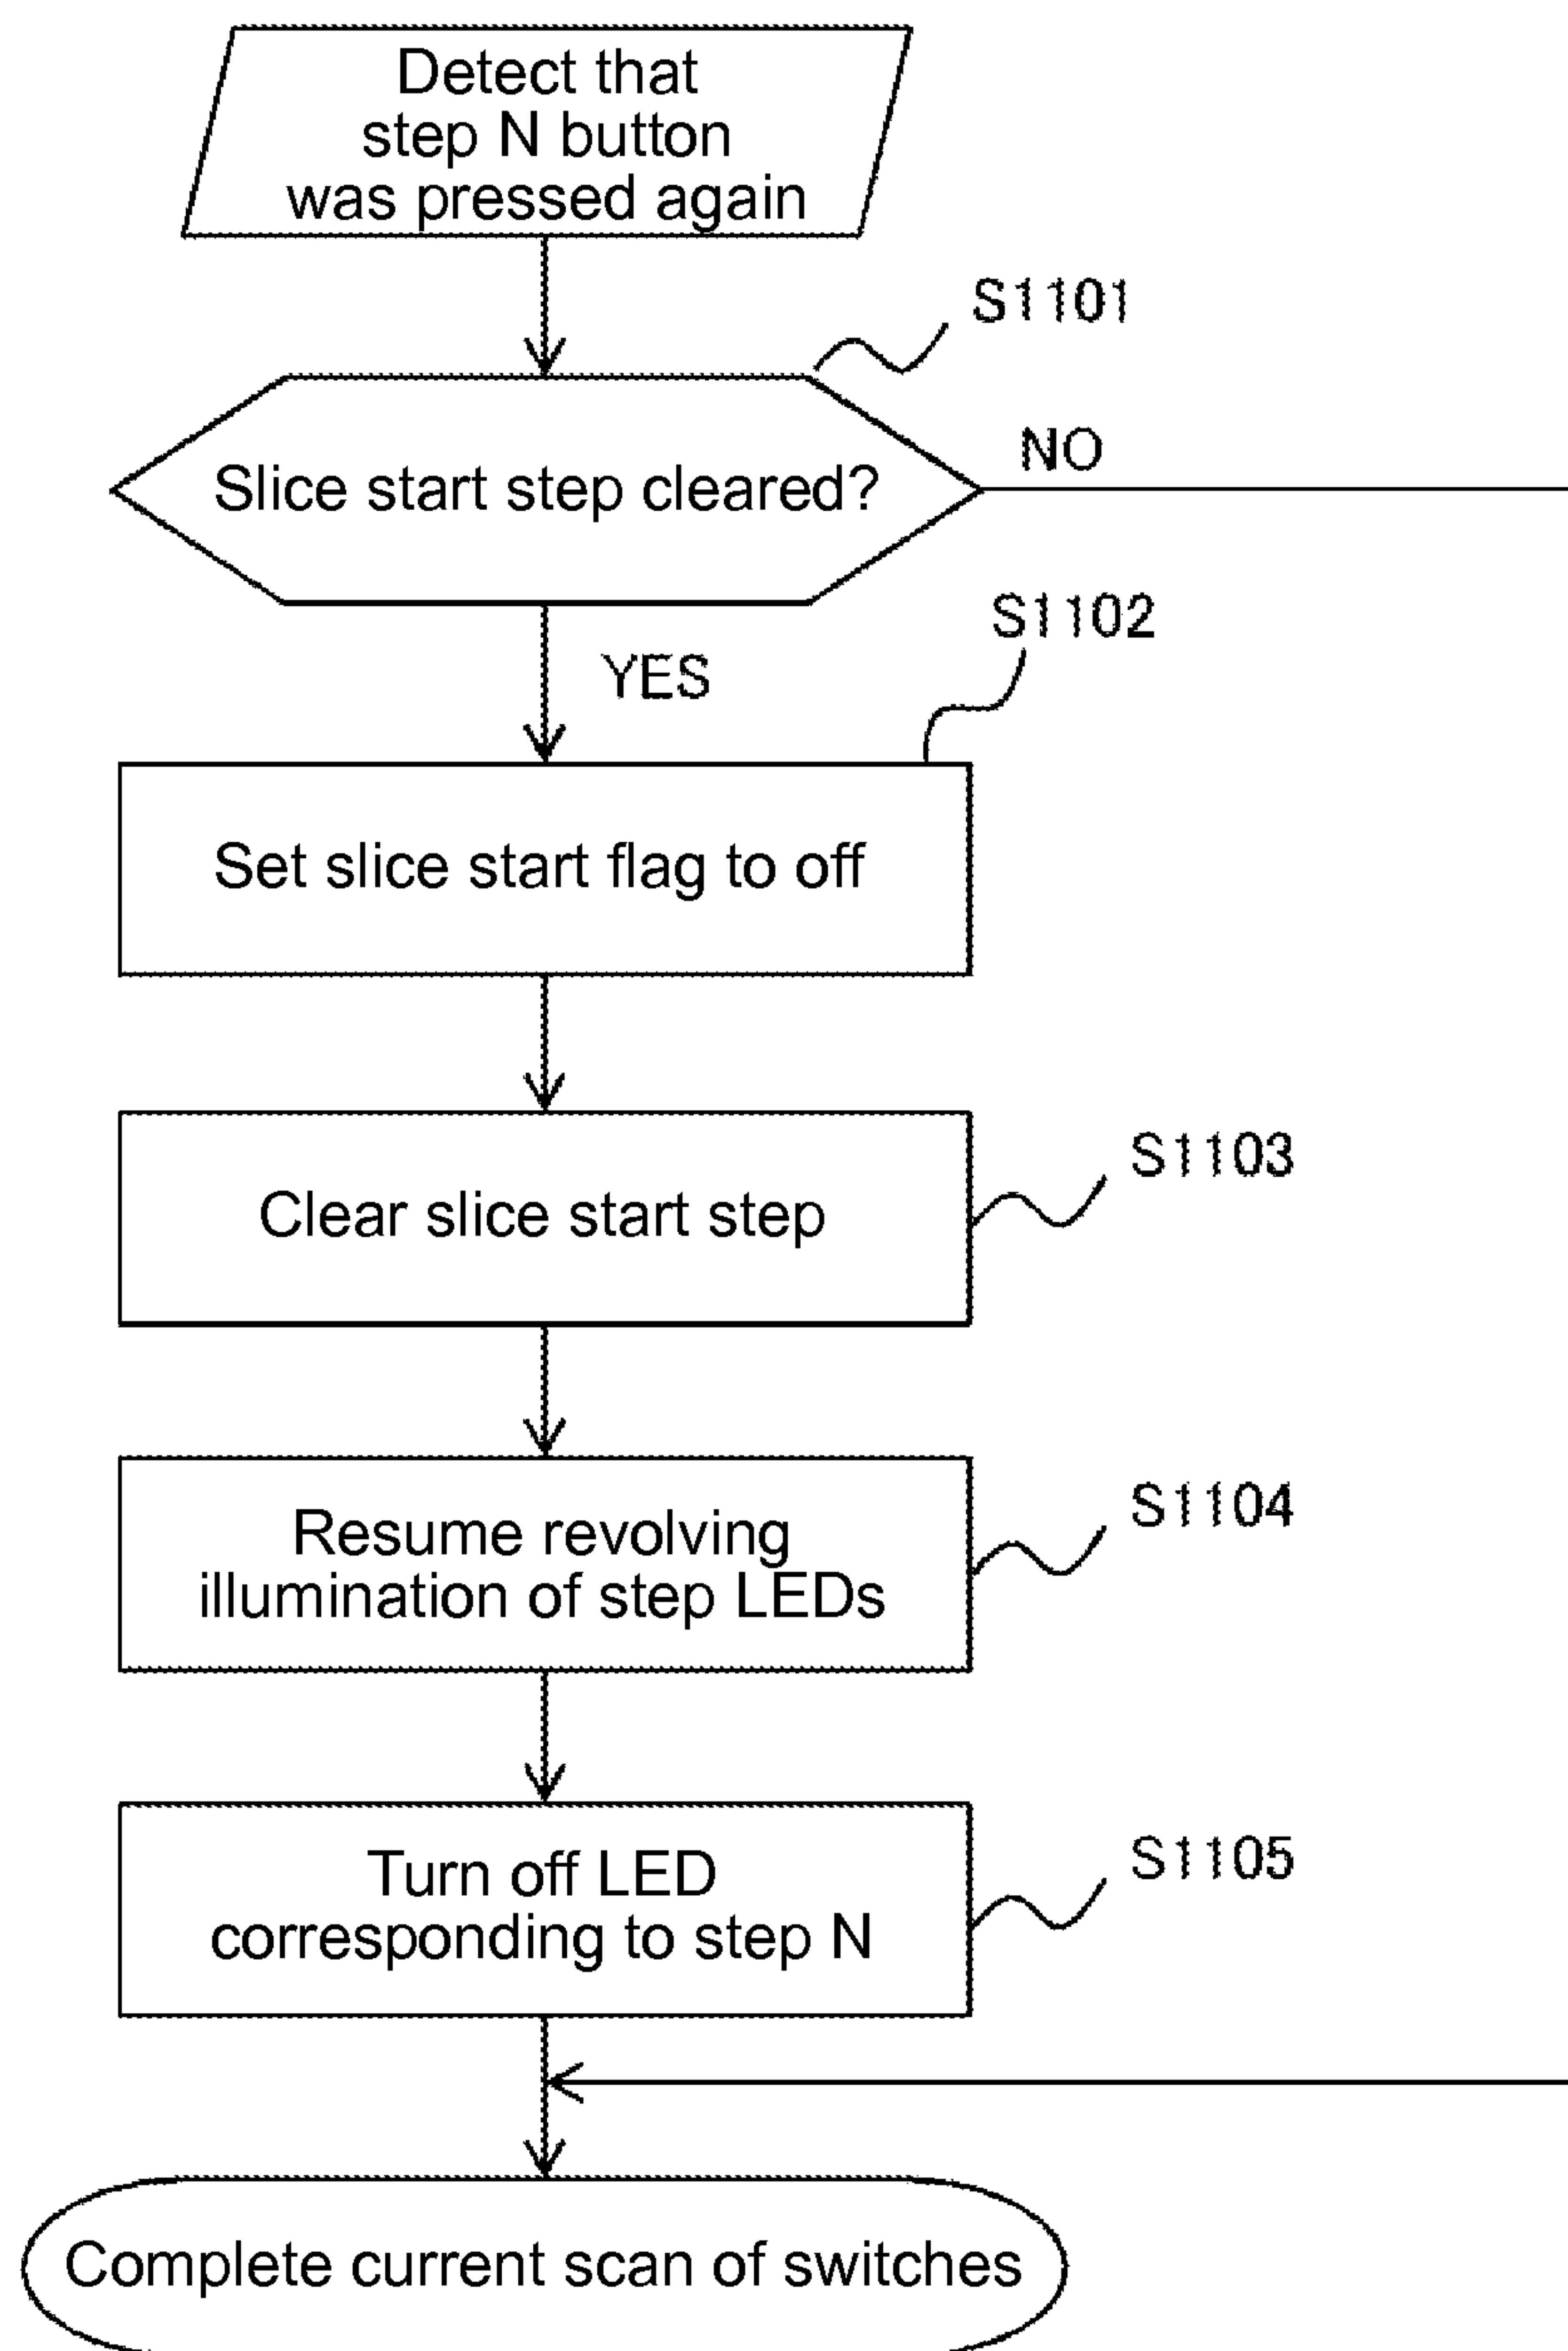 Detect that
step N button
was pressed again
S1101
Slice start step cleared?
NO
S1102
YES
Set slice start flag to off
Clear slice start step
S1103
Resume revolving
illumination of step LEDs
S1104
Turn off LED
corresponding to step N
S1105
Complete current scan of switches